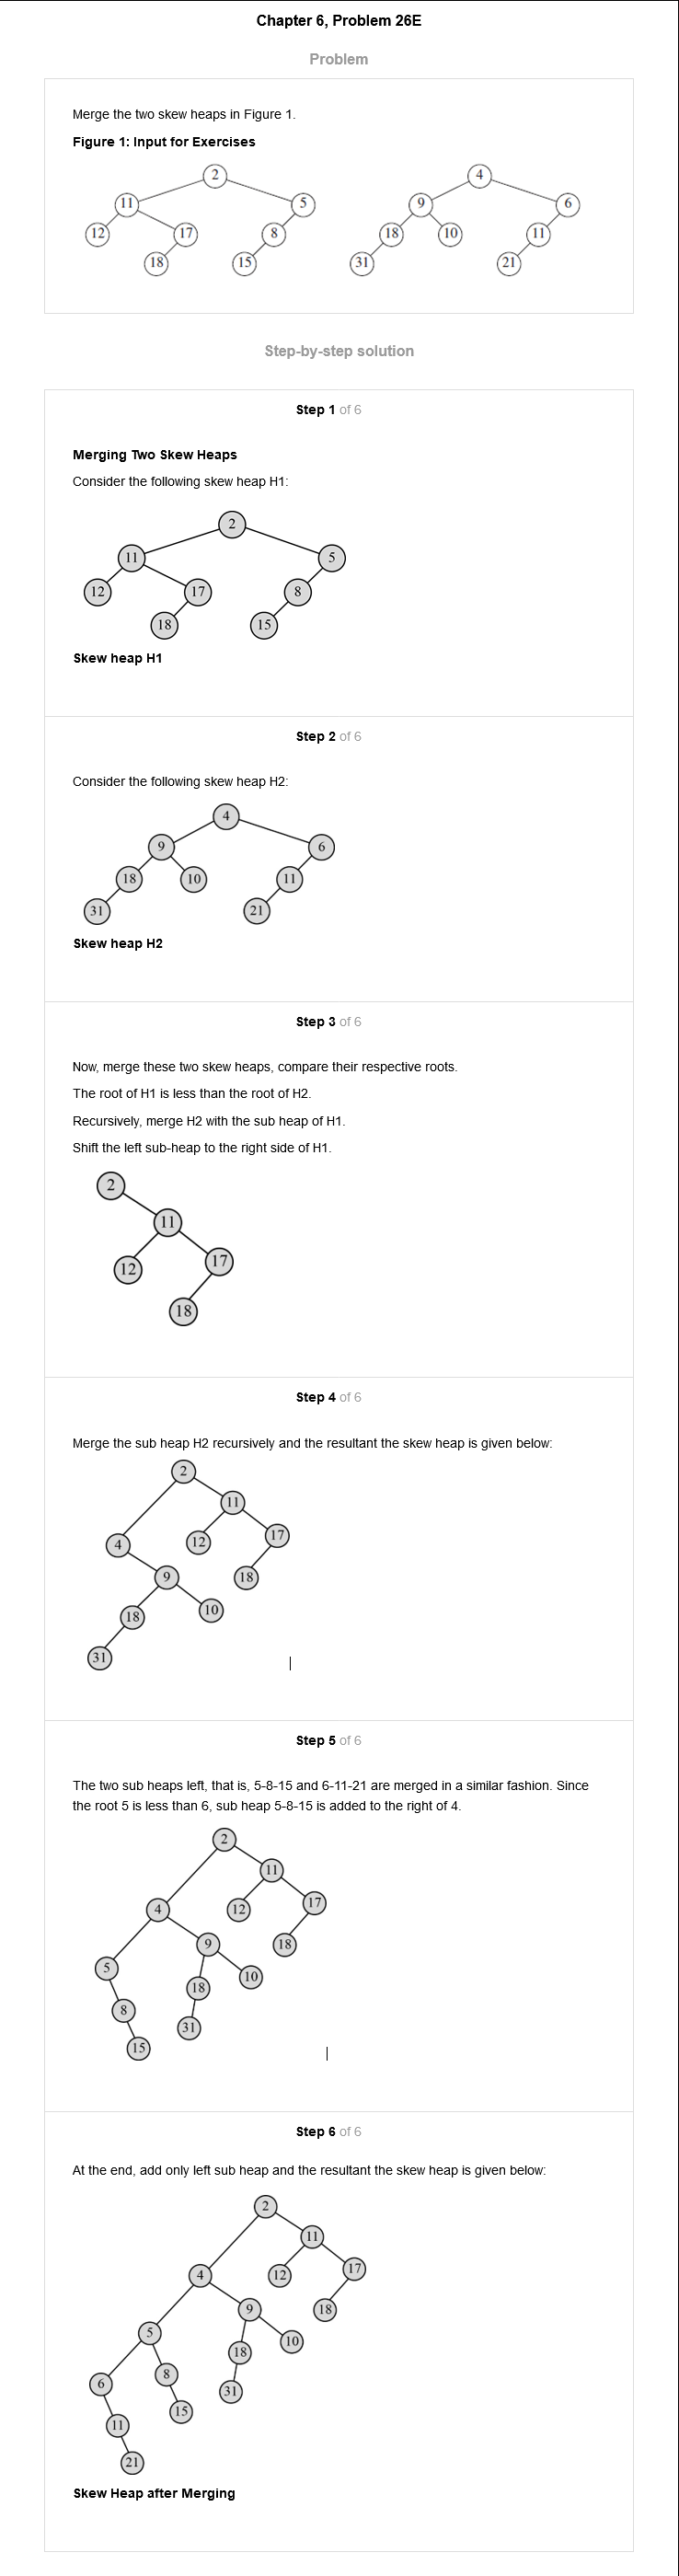 Chapter 6, Problem 26E
Problem
Merge the two skew heaps in Figure 1.
Figure 1: Input for Exercises
2 4
11 5 9 6
12 17 8 18 10 11
18 15 31 21
Step-by-step solution
Step 1 of 6
Merging Two Skew Heaps
Consider the following skew heap H1:
2
11 5
12 17 8
18 15
Skew heap H1
Step 2 of 6
Consider the following skew heap H2:
4
9 6
18 10 11
31 21
Skew heap H2
Step 3 of 6
Now, merge these two skew heaps, compare their respective roots.
The root of H1 is less than the root of H2.
Recursively, merge H2 with the sub heap of H1.
Shift the left sub-heap to the right side of H1.
2
11
12 17
18
Step 4 of 6
Merge the sub heap H2 recursively and the resultant the skew heap is given below:
2
11
4 12 17
9 18
18 10
31
Step 5 of 6
The two sub heaps left, that is, 5-8-15 and 6-11-21 are merged in a similar fashion. Since
the root 5 is less than 6, sub heap 5-8-15 is added to the right of 4.
2
11
4 12 17
9 18
5 18 10
8 31
15
Step 6 of 6
At the end, add only left sub heap and the resultant the skew heap is given below:
2
11
4 12 17
9 18
5 18 10
6 8 31
11 15
21
Skew Heap after Merging